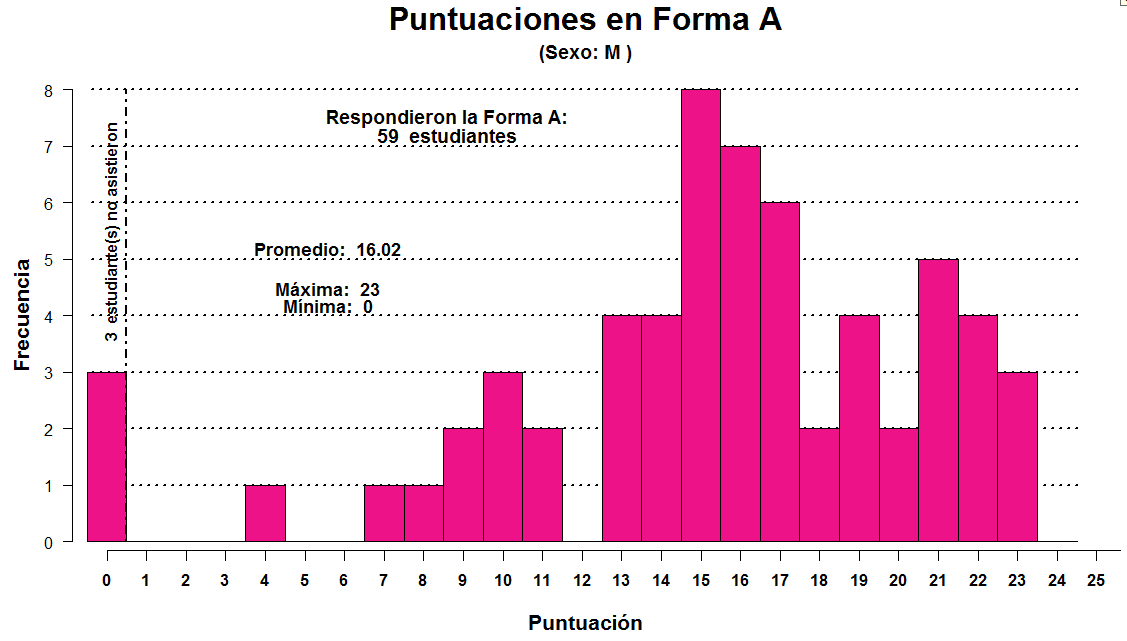 Puntuaciones en Forma A
(Sexo: M )
Respondieron la Forma A:
59 estudiantes
3 estudiante(s) no asistieron
Promedio: 16.02
Máxima: 23
Mínima: 0
Frecuencia
8
7
6
5
4
3
2
1
0
0 1 2 3 4 5 6 7 8 9 10 11 12 13 14 15 16 17 18 19 20 21 22 23 24 25
Puntuación